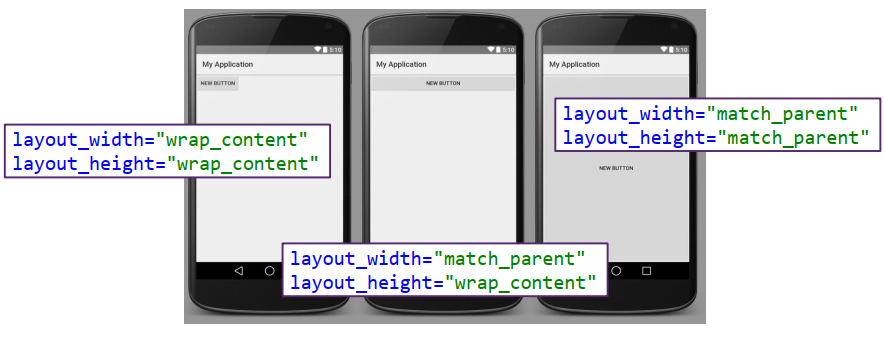 5:10
My Application
NEW BUTTON
layout_width="wrap_content"
layout_height="wrap_content"
5:10
My Application
NEW BUTTON
layout_width="match_parent"
layout_height="wrap_content"
5:10
My Application
layout_width="match_parent"
layout_height="match_parent"
NEW BUTTON